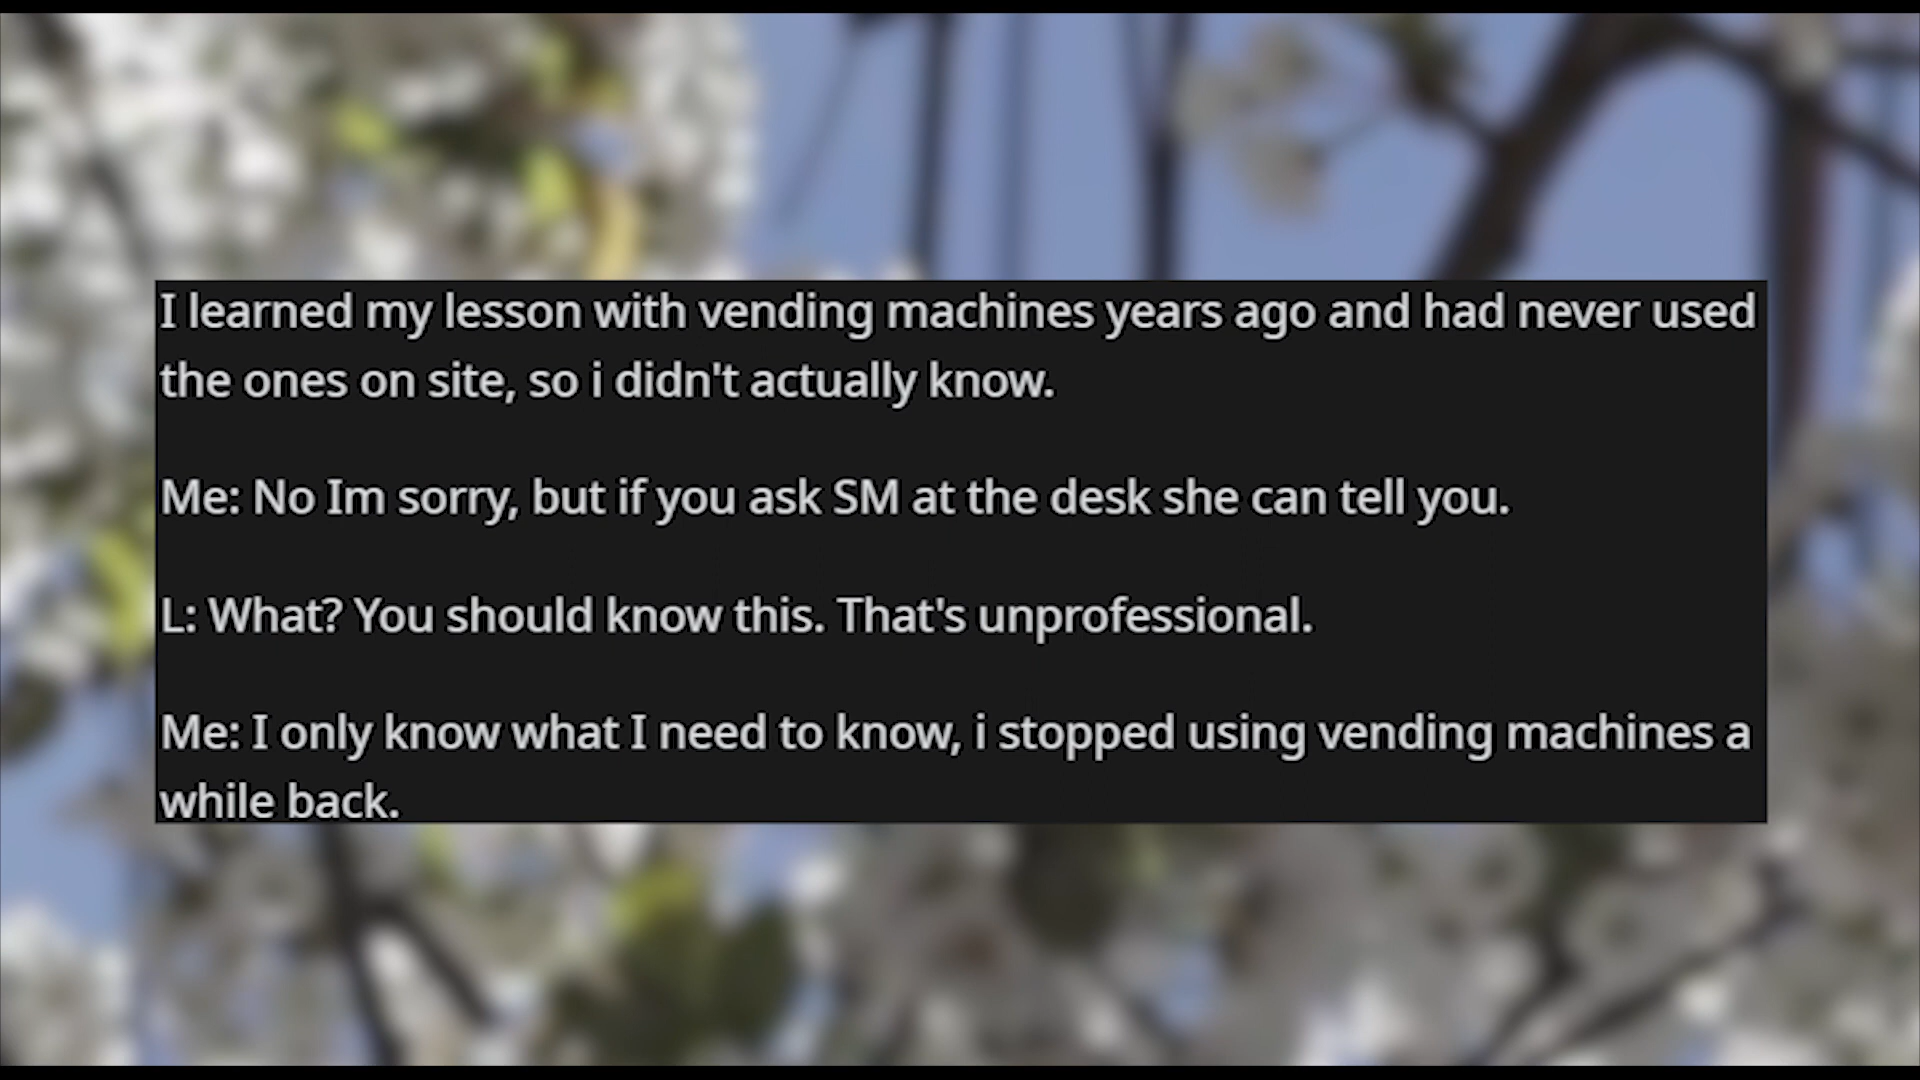 I learned my lesson with vending machines years ago and had never used
the ones on site, so i didn't actually know.
Me: No Im sorry, but if you ask SM at the desk she can tell you.
L: What? You should know this. That's unprofessional.
Me: I only know what I need to know, i stopped using vending machines a
while back.